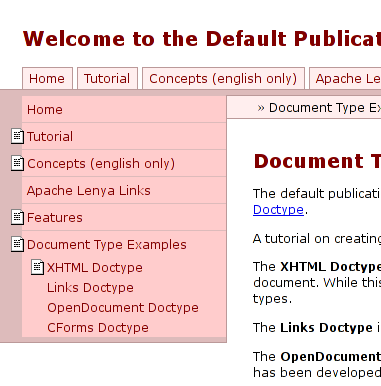 Welcome to the Default Publicat
Home Tutorial Concepts (english only) Apache Le
Home
Tutorial
Concepts (english only)
Apache Lenya Links
Features
Document Type Examples
XHTML Doctype
Links Doctype
OpenDocument Doctype
CForms Doctype
» Document Type Ex
Document T
The default publicati
Doctype.
A tutorial on creating
The XHTML Doctype
document. While this
types.
The Links Doctype i
The OpenDocument
has been developed